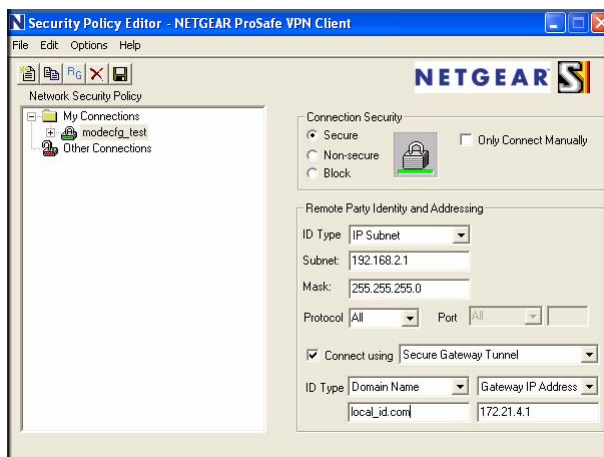 N Security Policy Editor - NETGEAR ProSafe VPN Client
File Edit Options Help
RG
NETGEAR
Network Security Policy
My Connections
modecfg_test
Other Connections
Connection Security
Secure
Only Connect Manually
Non-secure
Block
Remote Party Identity and Addressing
ID Type IP Subnet
Subnet: 192.168.2.1
Mask: 255.255.255.0
Protocol All Port All
Connect using Secure Gateway Tunnel
ID Type Domain Name Gateway IP Address
local_id.com 172.21.4.1